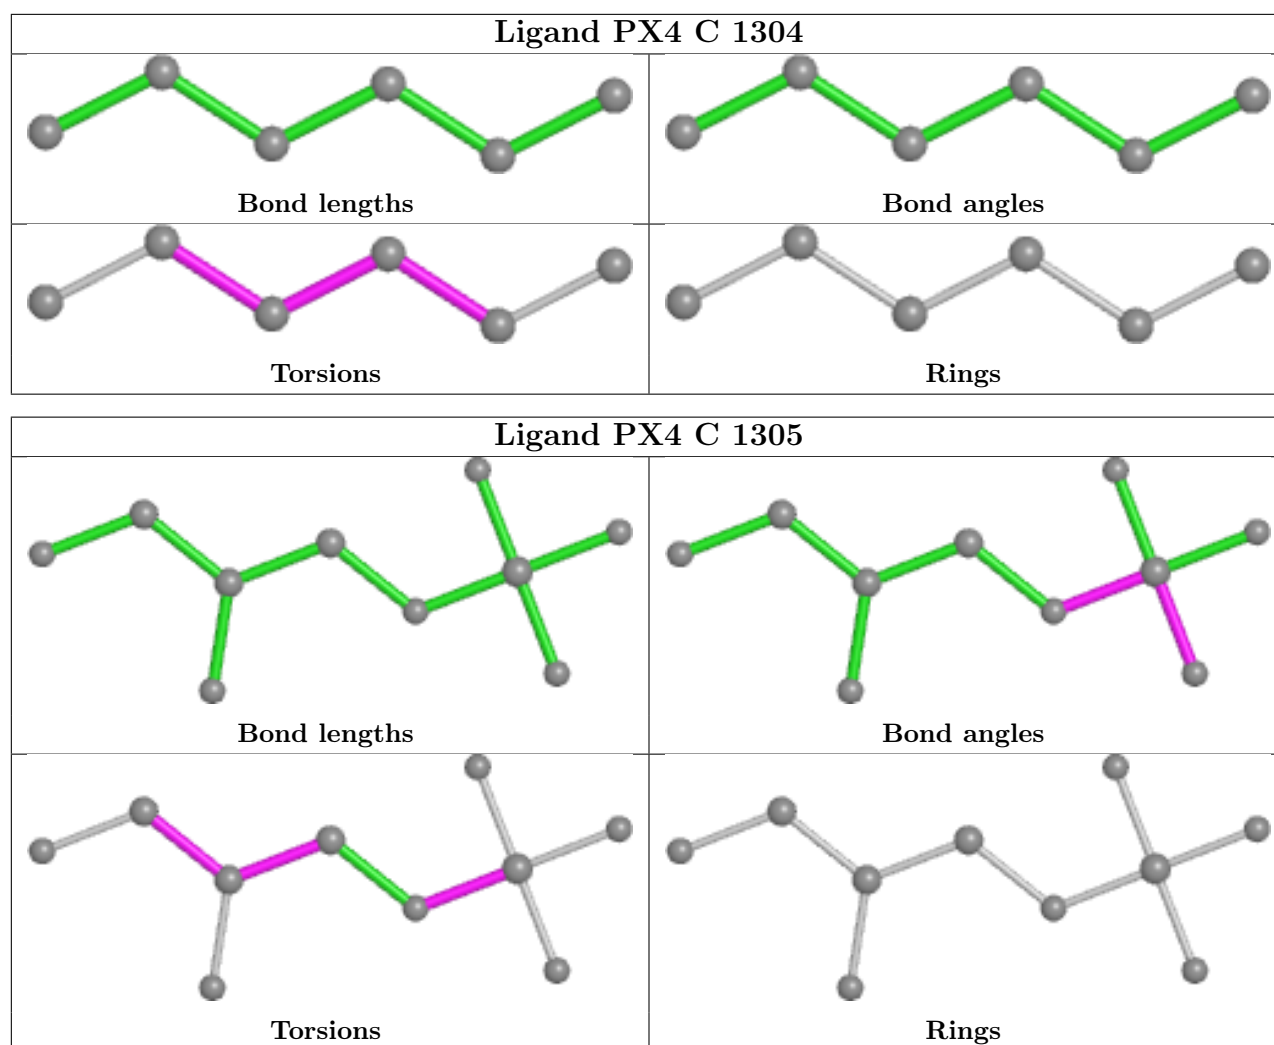 Ligand PX4 C 1304
Bond lengths
Bond angles
Torsions
Rings
Ligand PX4 C 1305
Bond lengths
Bond angles
Torsions
Rings